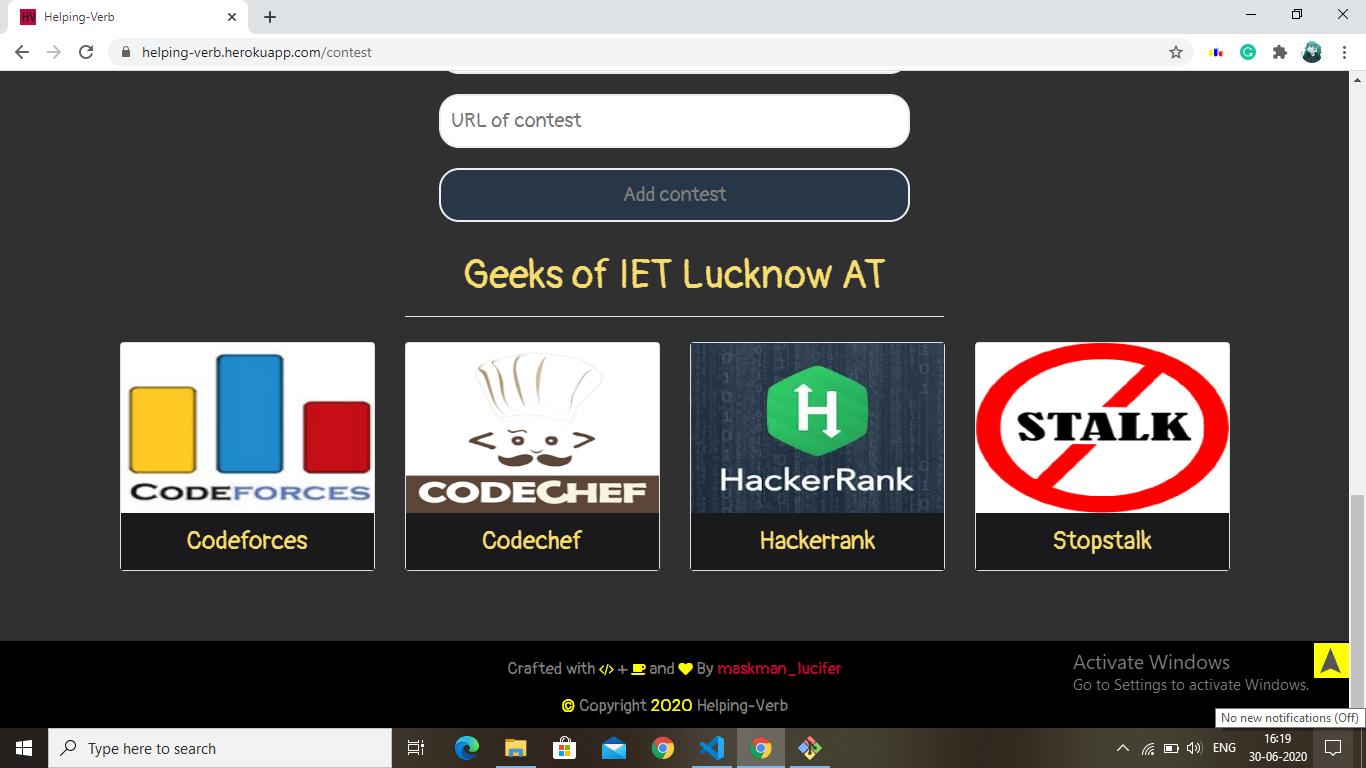 HV Helping-Verb
helping-verb.herokuapp.com/contest
URL of contest
Add contest
Geeks of IET Lucknow AT
CODEFORCES
Codeforces
CODECHEF
Codechef
H
HackerRank
Hackerrank
STALK
Stopstalk
Crafted with </> + and By maskman_lucifer
© Copyright 2020 Helping-Verb
Activate Windows
Go to Settings to activate Windows.
No new notifications (Off)
Type here to search
ENG
16:19
30-06-2020